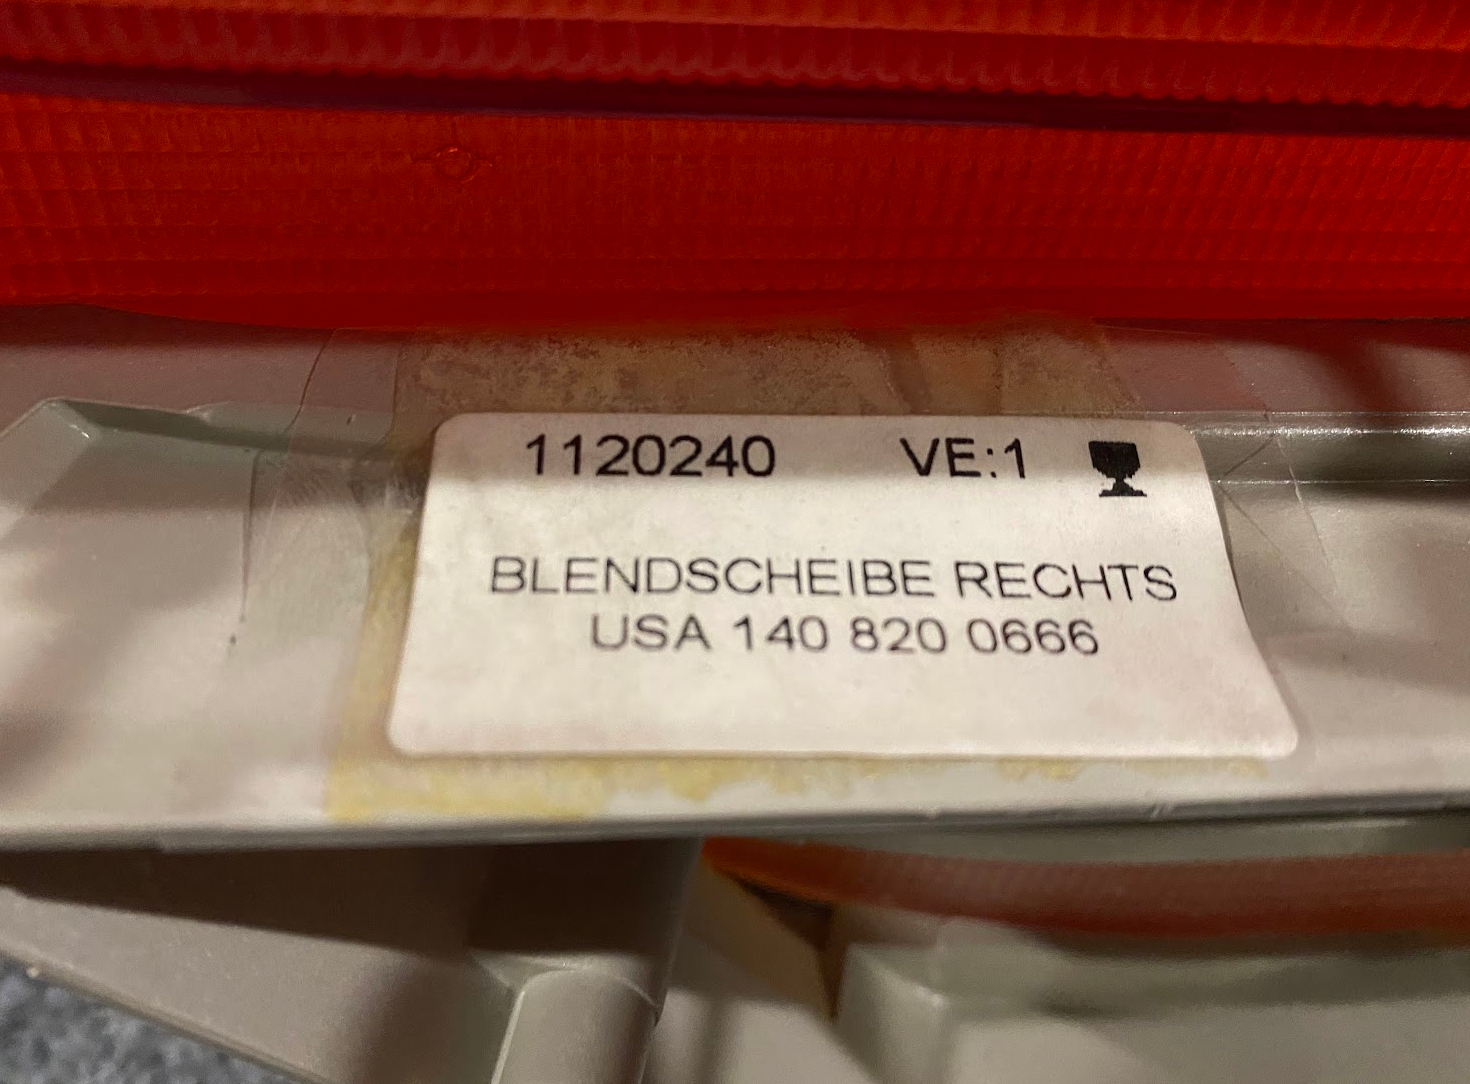 1120240 VE:1
BLENDSCHEIBE RECHTS
USA 140 820 0666